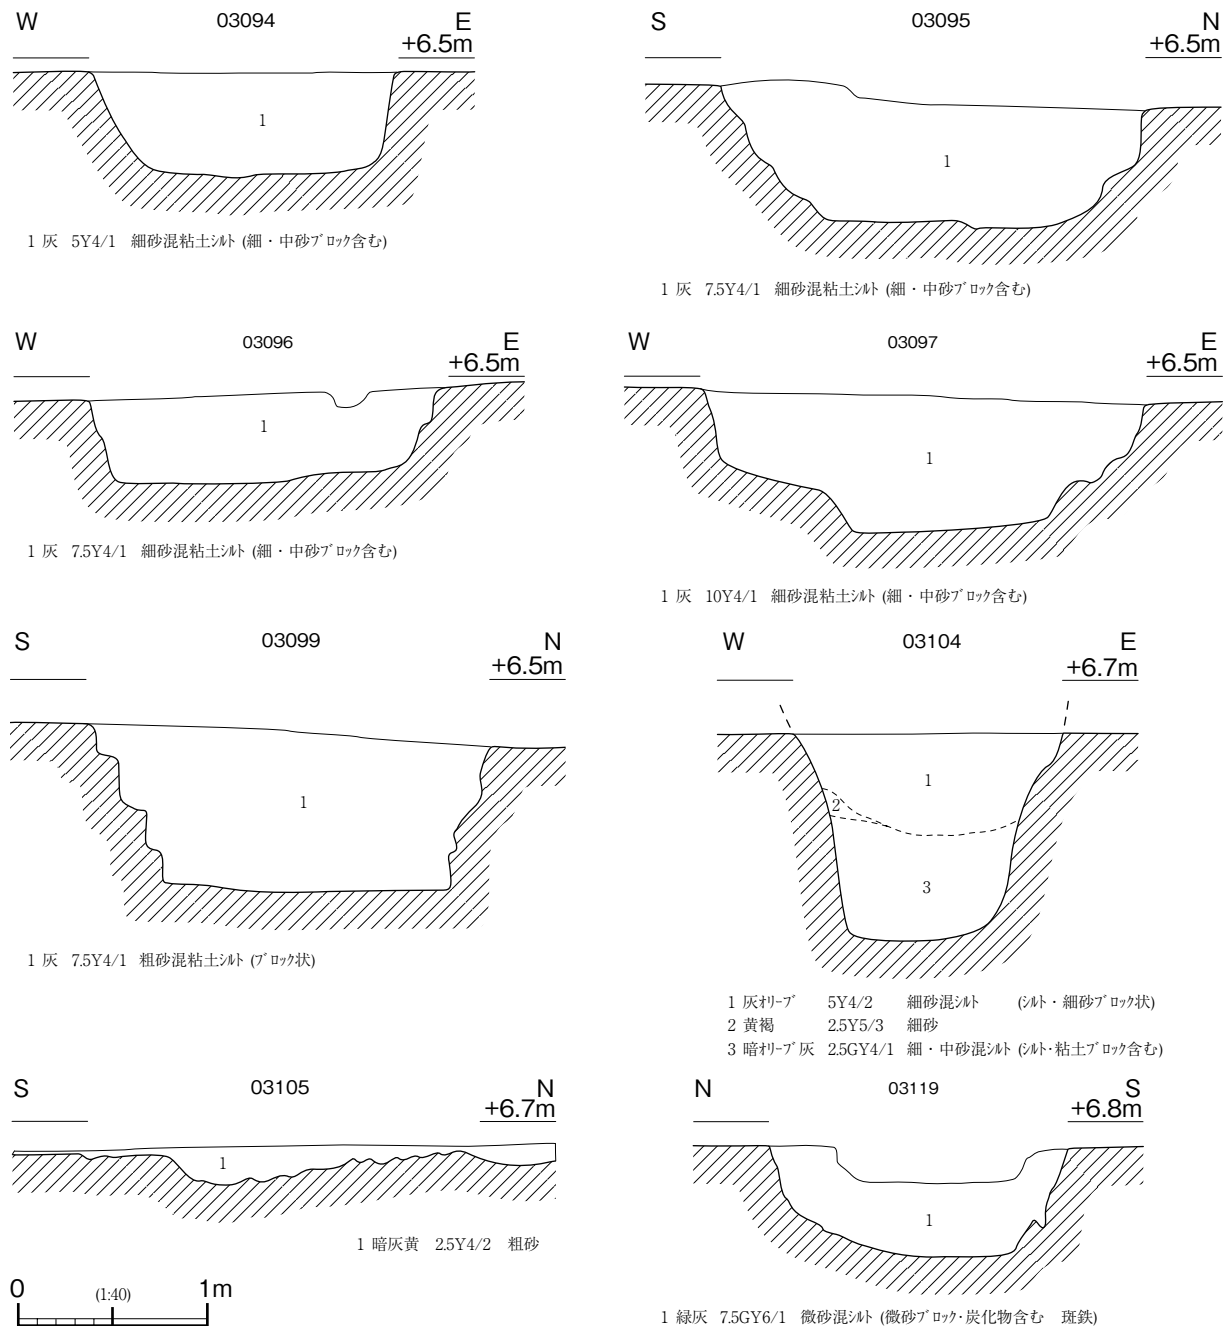 W 03094 E
+6.5m
1
1 灰 5Y4/1 細砂混粘土ｼﾙﾄ (細・中砂ﾌﾞﾛｯｸ含む)
S 03095 N
+6.5m
1
1 灰 7.5Y4/1 細砂混粘土ｼﾙﾄ (細・中砂ﾌﾞﾛｯｸ含む)
W 03096 E
+6.5m
1
1 灰 7.5Y4/1 細砂混粘土ｼﾙﾄ (細・中砂ﾌﾞﾛｯｸ含む)
W 03097 E
+6.5m
1
1 灰 10Y4/1 細砂混粘土ｼﾙﾄ (細・中砂ﾌﾞﾛｯｸ含む)
S 03099 N
+6.5m
1
1 灰 7.5Y4/1 粗砂混粘土ｼﾙﾄ (ﾌﾞﾛｯｸ状)
W 03104 E
+6.7m
1
2
3
1 灰ｵﾘｰﾌﾞ 5Y4/2 細砂混ｼﾙﾄ (ｼﾙﾄ・細砂ﾌﾞﾛｯｸ状)
2 黄褐 2.5Y5/3 細砂
3 暗ｵﾘｰﾌﾞ灰 2.5GY4/1 細・中砂混ｼﾙﾄ (ｼﾙﾄ・粘土ﾌﾞﾛｯｸ含む)
S 03105 N
+6.7m
1
1 暗灰黄 2.5Y4/2 粗砂
N 03119 S
+6.8m
1
1 緑灰 7.5GY6/1 微砂混ｼﾙﾄ (微砂ﾌﾞﾛｯｸ・炭化物含む 斑鉄)
0 (1:40) 1m